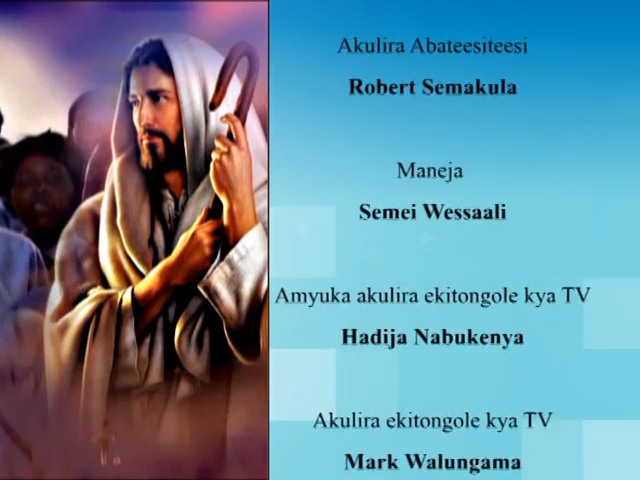 Akulira Abateesiteesi
Robert Semakula
Maneja
Semei Wessaali
Amyuka akulira ekitongole kya TV
Hadija Nabukenya
Akulira ekitongole kya TV
Mark Walungama